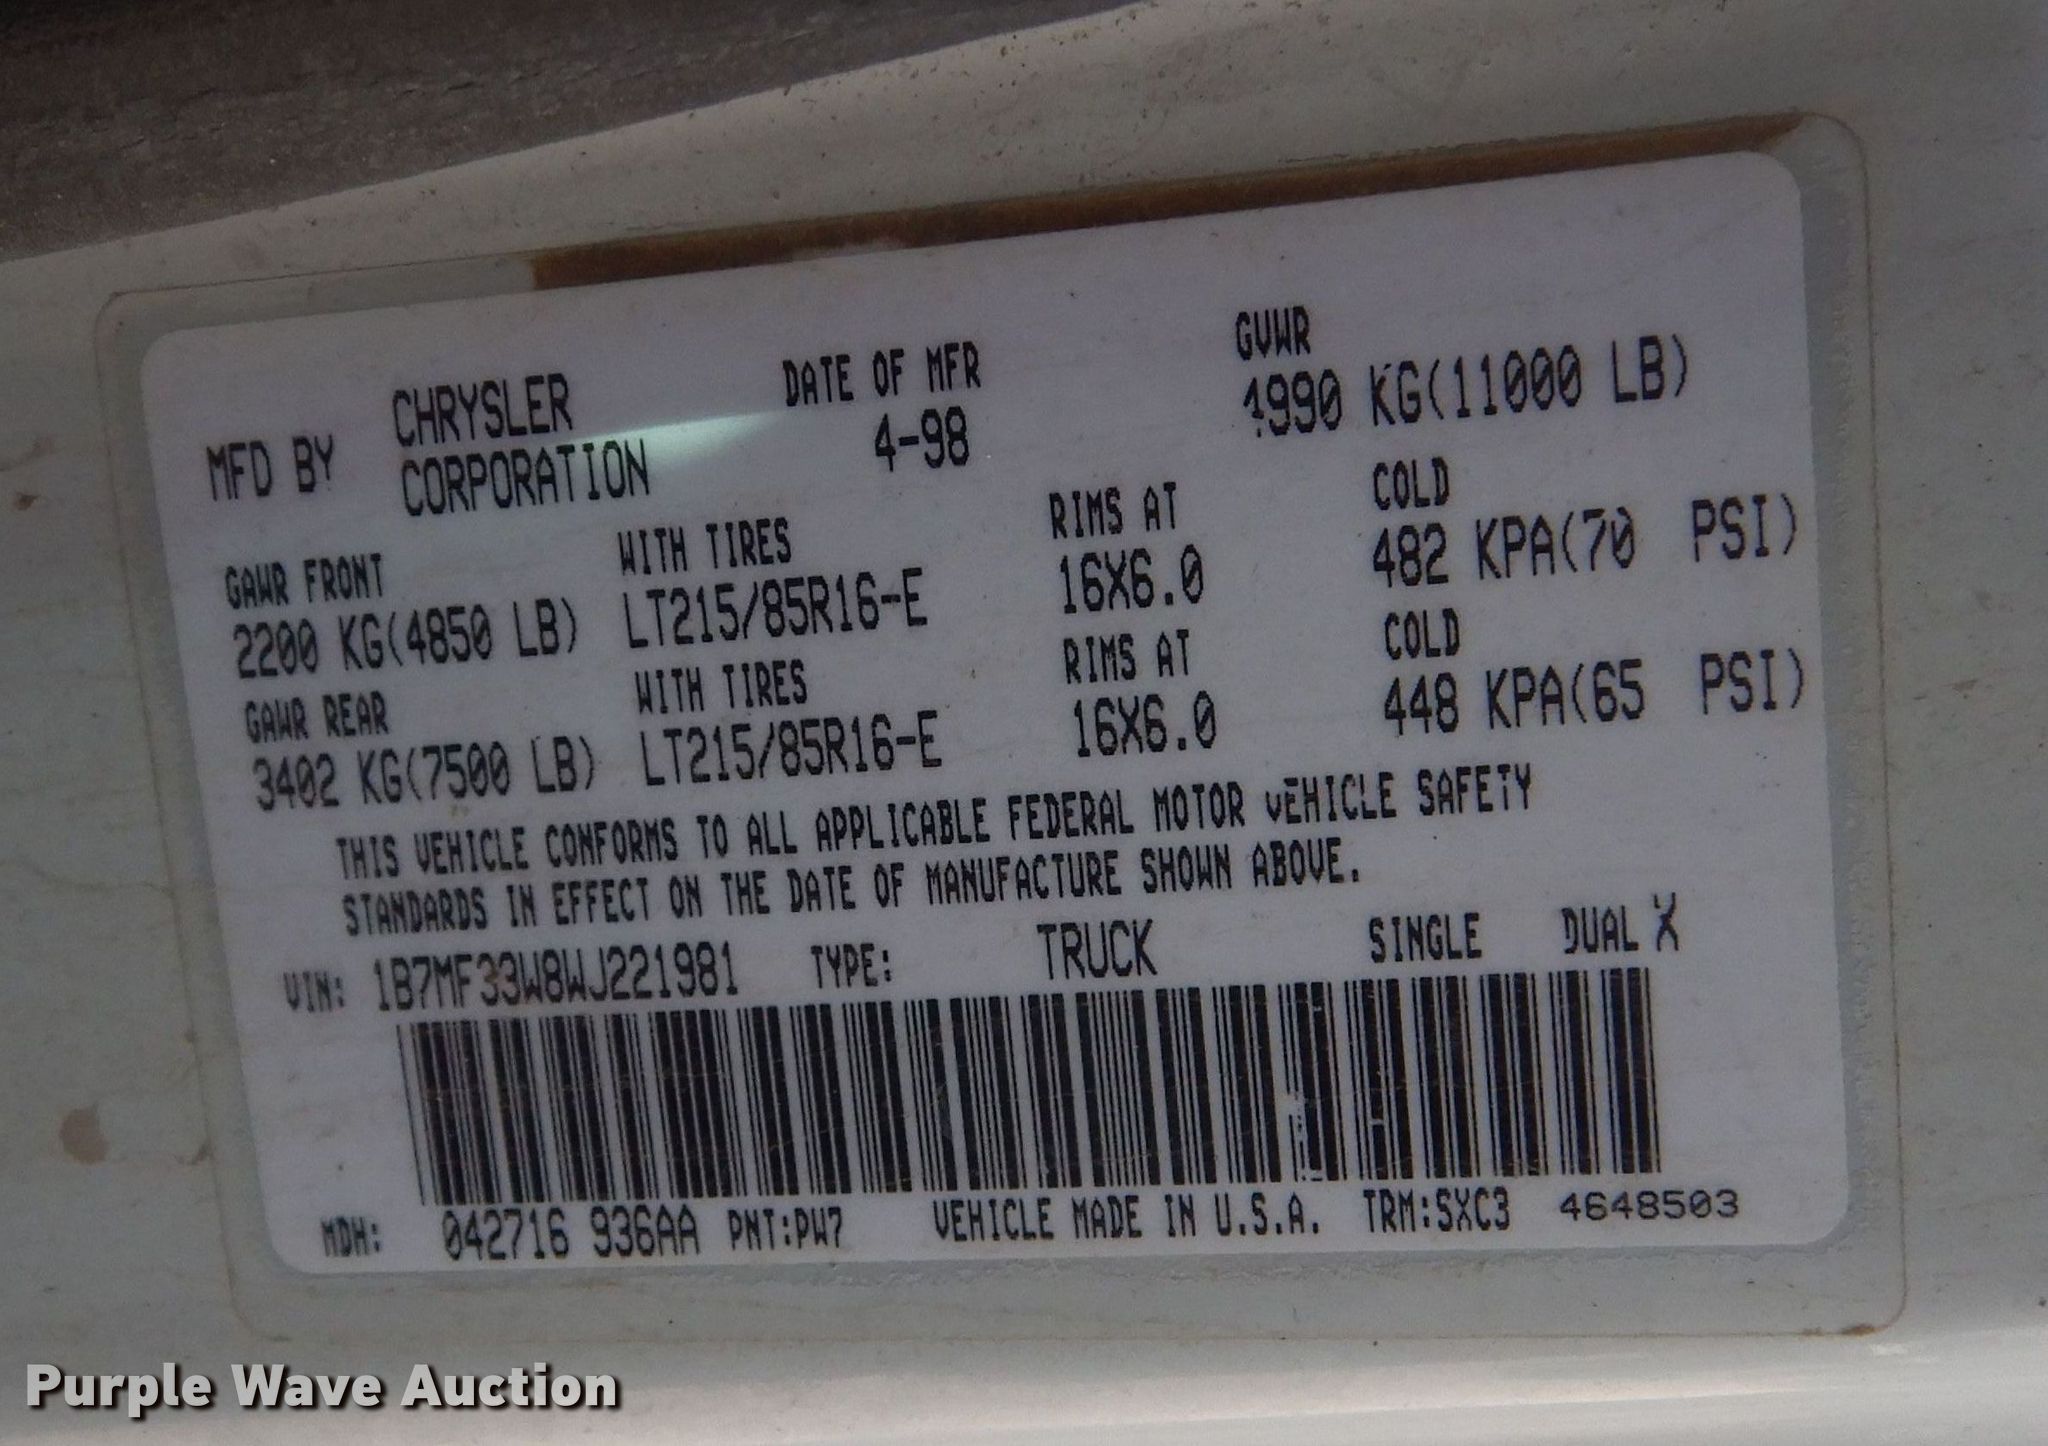 MFD BY CHRYSLER CORPORATION DATE OF MFR 4-98 GVWR 4990 KG(11000 LB)
GAWR FRONT WITH TIRES RIMS AT COLD
2200 KG(4850 LB) LT215/85R16-E 16X6.0 482 KPA(70 PSI)
GAWR REAR WITH TIRES RIMS AT COLD
3402 KG(7500 LB) LT215/85R16-E 16X6.0 448 KPA(65 PSI)
THIS VEHICLE CONFORMS TO ALL APPLICABLE FEDERAL MOTOR VEHICLE SAFETY
STANDARDS IN EFFECT ON THE DATE OF MANUFACTURE SHOWN ABOVE.
VIN: 1B7MF33W8WJ221981 TYPE: TRUCK SINGLE DUAL X
MDH: 042716 936AA PNT:PW7 VEHICLE MADE IN U.S.A. TRM:SXC3 4648503
Purple Wave Auction